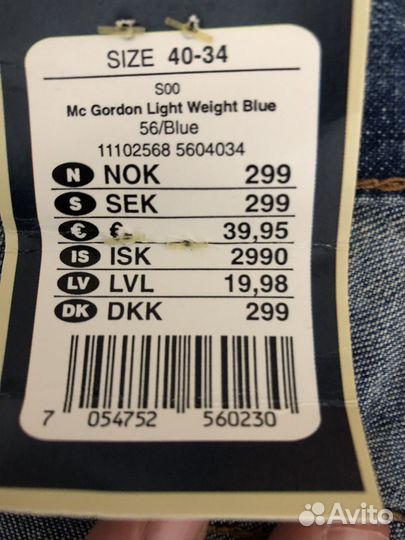 SIZE 40-34
S00
Mc Gordon Light Weight Blue
56/Blue
11102568 5604034
N NOK 299
S SEK 299
€ € 39,95
IS ISK 2990
LV LVL 19,98
DK DKK 299
7 054752 560230
Avito